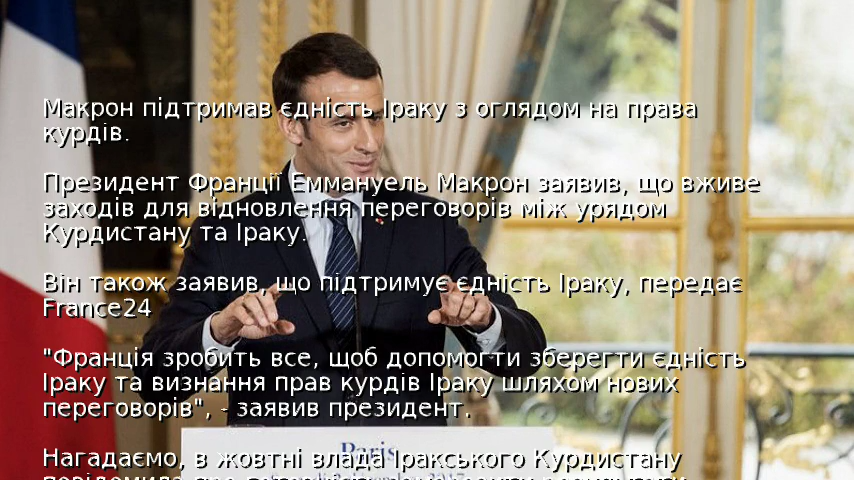 Макрон підтримав єдність Іраку з оглядом на права
курдів.
Президент Франції Еммануель Макрон заявив, що вживе
заходів для відновлення переговорів між урядом
Курдистану та Іраку.
Він також заявив, що підтримує єдність Іраку, передає
France24
"Франція зробить все, щоб допомогти зберегти єдність
Іраку та визнання прав курдів Іраку шляхом нових
переговорів", - заявив президент.
Paris
Нагадаємо, в жовтні влада Іракського Курдистану